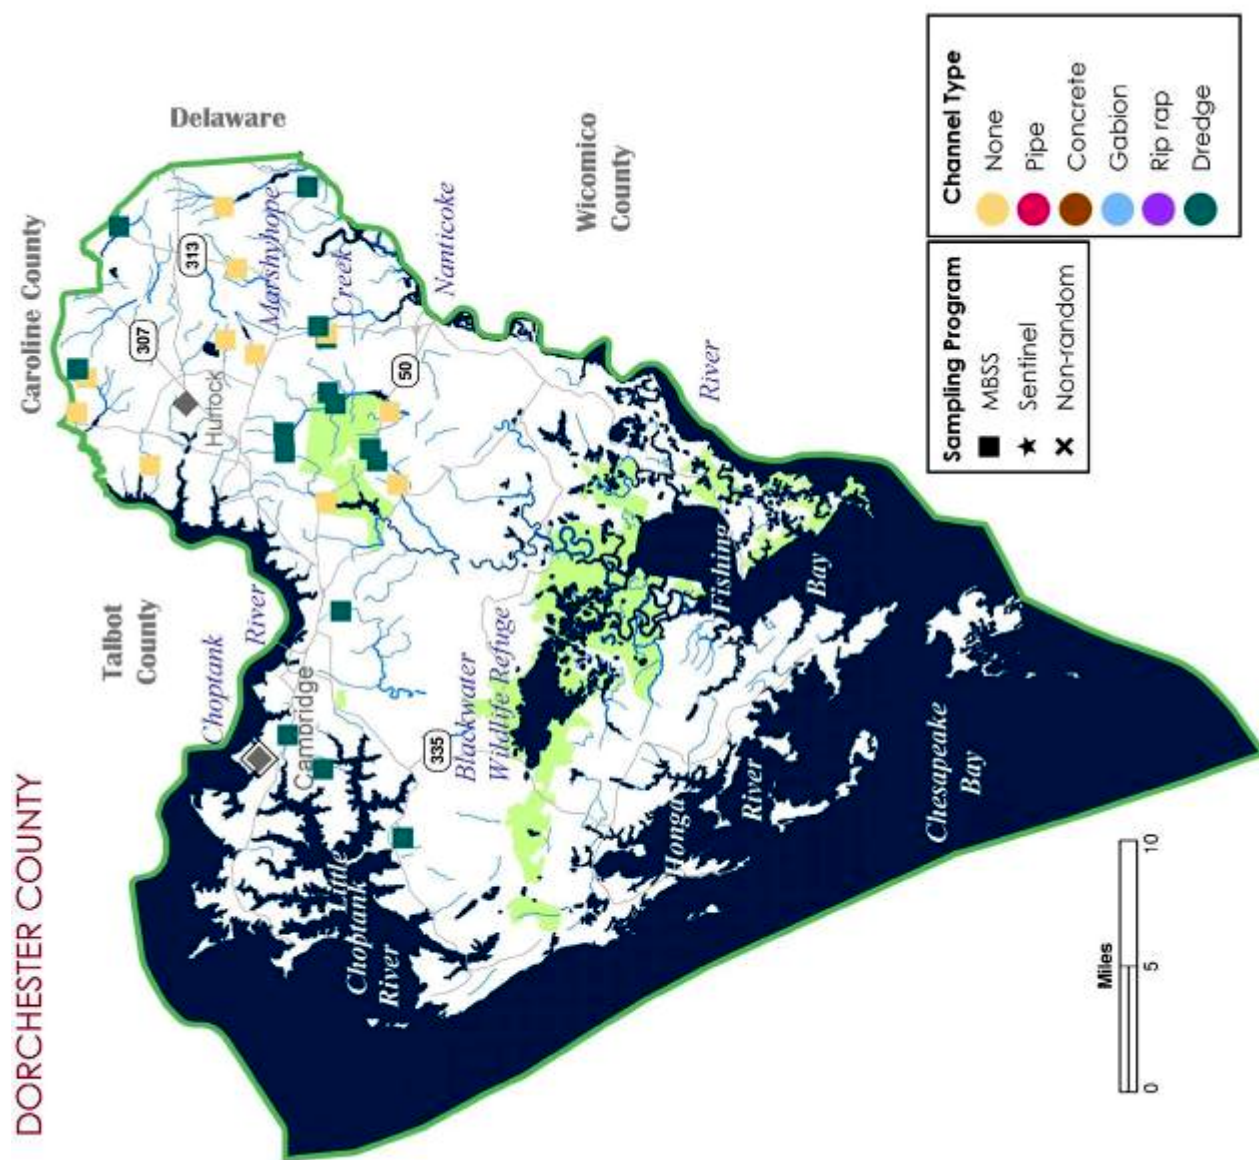 DORCHESTER COUNTY
Caroline County
Delaware
Talbot
County
Wicomico
County
Choptank
River
Cambridge
Hurlock
307
313
Marshyhope
Creek
50
Nanticoke
River
335
Blackwater
Wildlife Refuge
Little
Choptank
River
Honga
River
Fishing
Bay
Chesapeake
Bay
Miles
0
5
10
Sampling Program
MBSS
Sentinel
Non-random
Channel Type
None
Pipe
Concrete
Gabion
Rip rap
Dredge